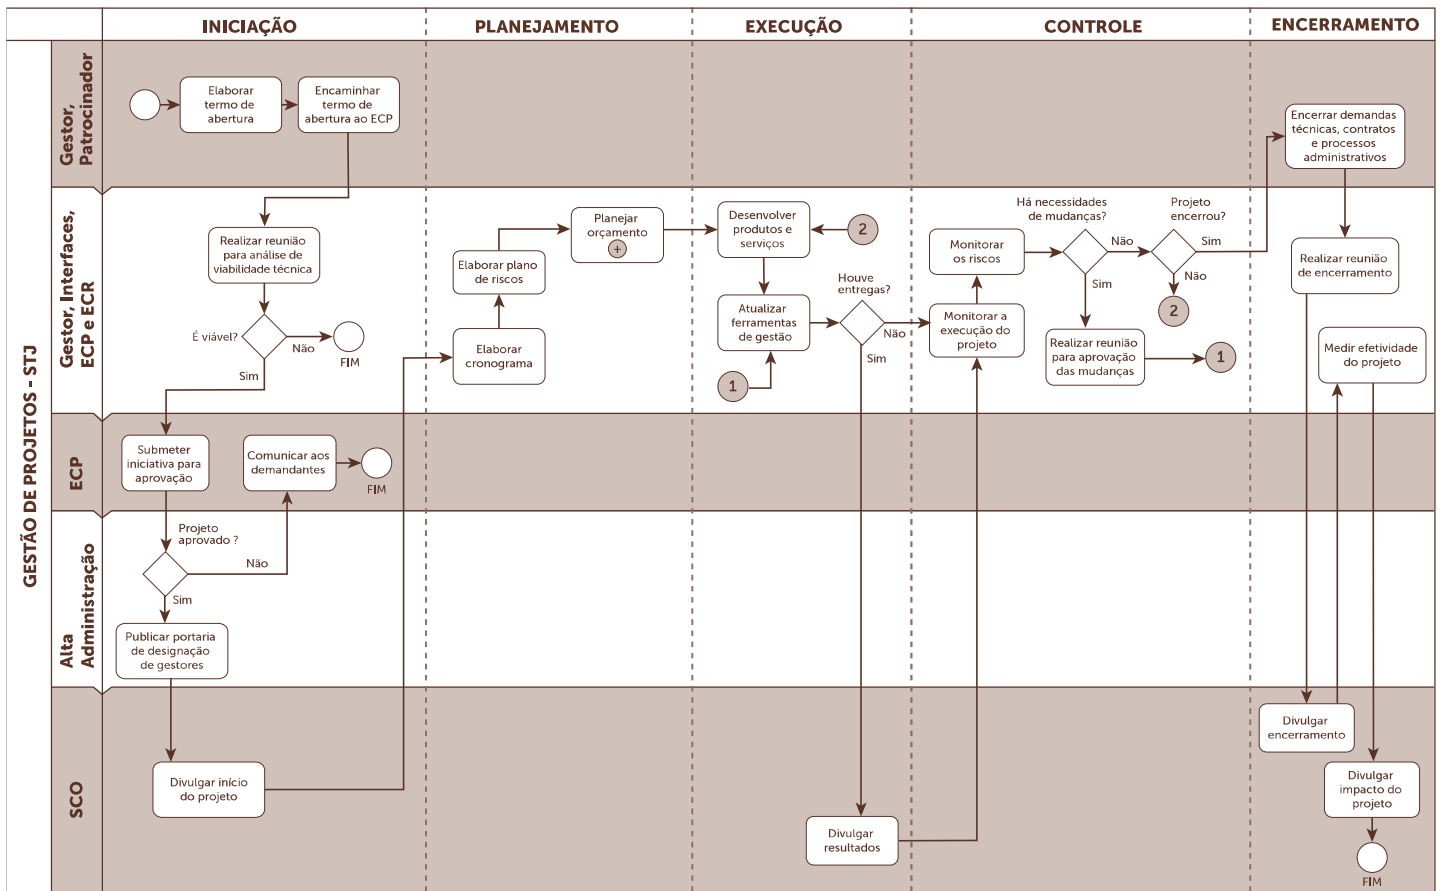 INICIAÇÃO
PLANEJAMENTO
EXECUÇÃO
CONTROLE
ENCERRAMENTO
GESTÃO DE PROJETOS - STJ
Gestor,
Patrocinador
Elaborar
termo de
abertura
Encaminhar
termo de
abertura ao ECP
Encerrar demandas
técnicas, contratos
e processos
administrativos
Gestor, Interfaces,
ECP e ECR
Realizar reunião
para análise de
viabilidade técnica
É viável?
Não
FIM
Sim
Elaborar plano
de riscos
Elaborar
cronograma
Planejar
orçamento
+
Desenvolver
produtos e
serviços
2
Atualizar
ferramentas
de gestão
1
Houve
entregas?
Não
Sim
Monitorar
os riscos
Monitorar a
execução do
projeto
Há necessidades
de mudanças?
Não
Sim
Projeto
encerrou?
Sim
Não
2
Realizar reunião
para aprovação
das mudanças
1
Realizar reunião
de encerramento
Medir efetividade
do projeto
ECP
Submeter
iniciativa para
aprovação
Comunicar aos
demandantes
FIM
Alta
Administração
Projeto
aprovado ?
Não
Sim
Publicar portaria
de designação
de gestores
SCO
Divulgar início
do projeto
Divulgar
resultados
Divulgar
encerramento
Divulgar
impacto do
projeto
FIM